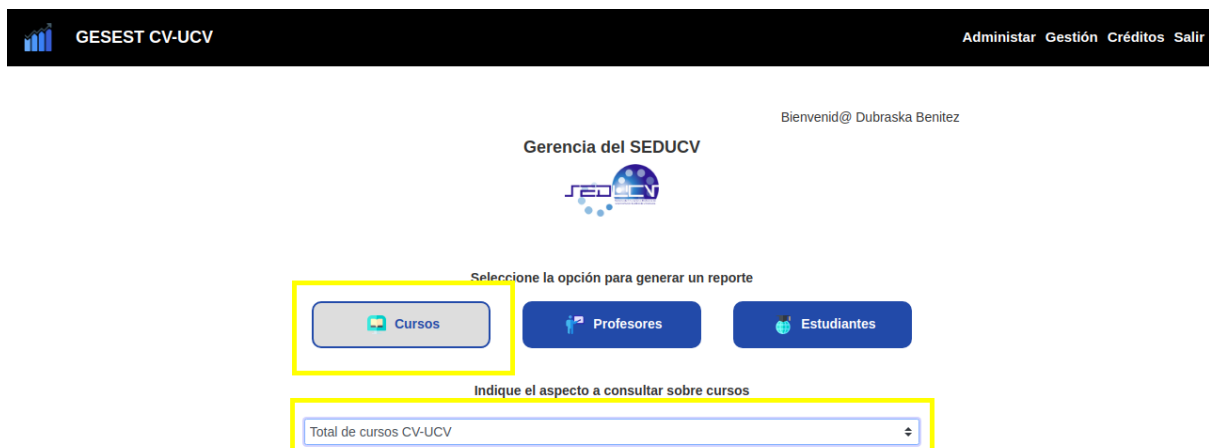 GESEST CV-UCV
Administar Gestión Créditos Salir
Bienvenid@ Dubraska Benitez
Gerencia del SEDUCV
SEDUCV
Seleccione la opción para generar un reporte
Cursos Profesores Estudiantes
Indique el aspecto a consultar sobre cursos
Total de cursos CV-UCV